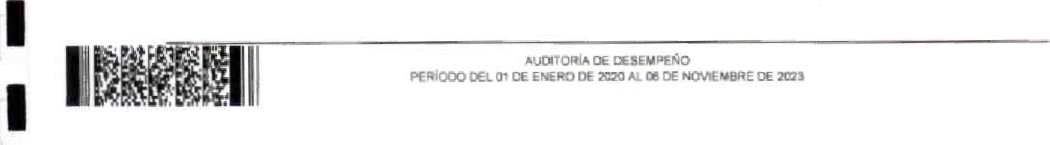 AUDITORÍA DE DESEMPEÑO
PERÍODO DEL 01 DE ENERO DE 2020 AL 06 DE NOVIEMBRE DE 2023